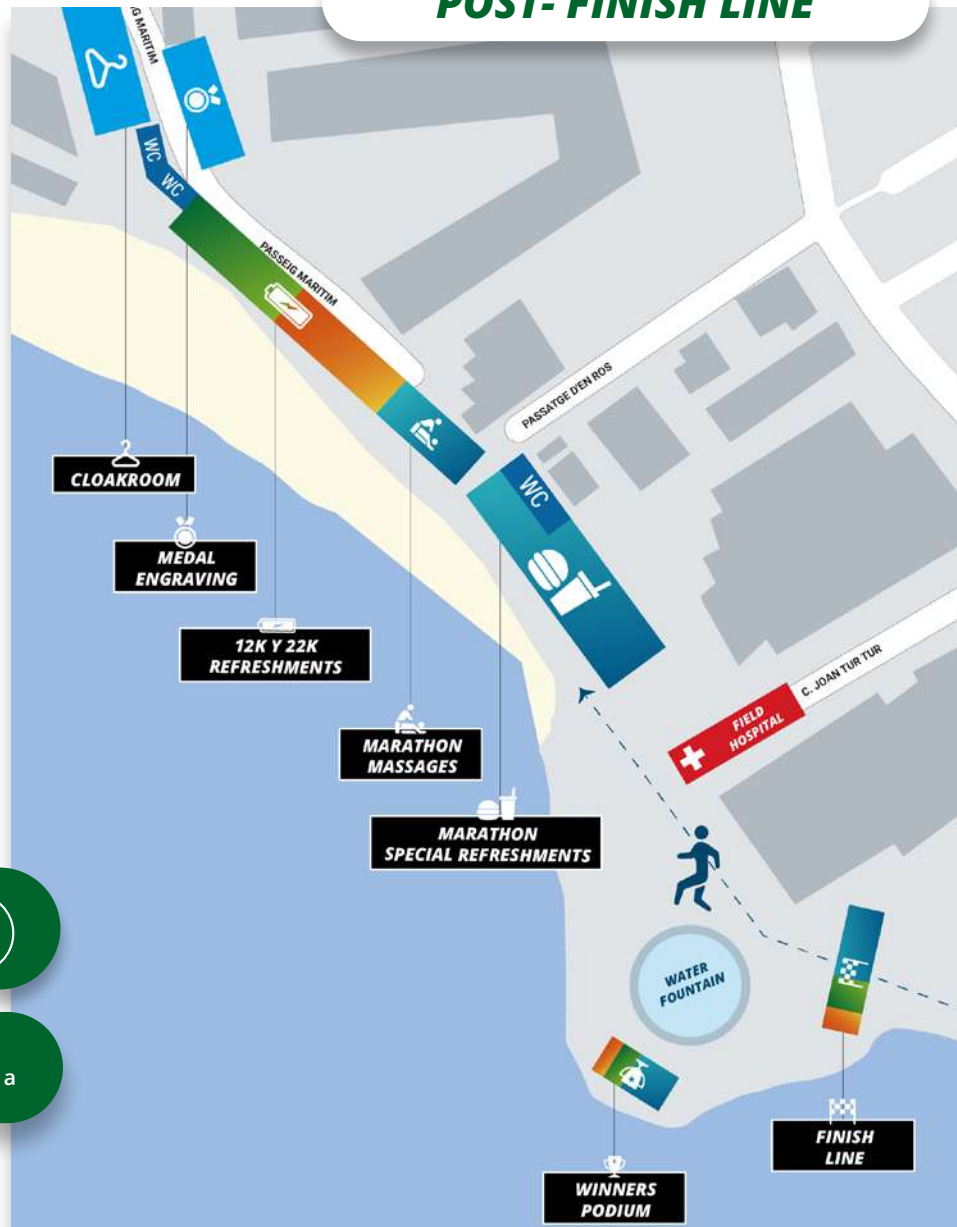 POST- FINISH LINE
G MARITIM
WC
WC
PASSEIG MARITIM
PASSATGE D'EN ROS
CLOAKROOM
WC
MEDAL
ENGRAVING
12K Y 22K
REFRESHMENTS
C. JOAN TUR TUR
FIELD
HOSPITAL
MARATHON
MASSAGES
MARATHON
SPECIAL REFRESHMENTS
WATER
FOUNTAIN
a
FINISH
LINE
WINNERS
PODIUM